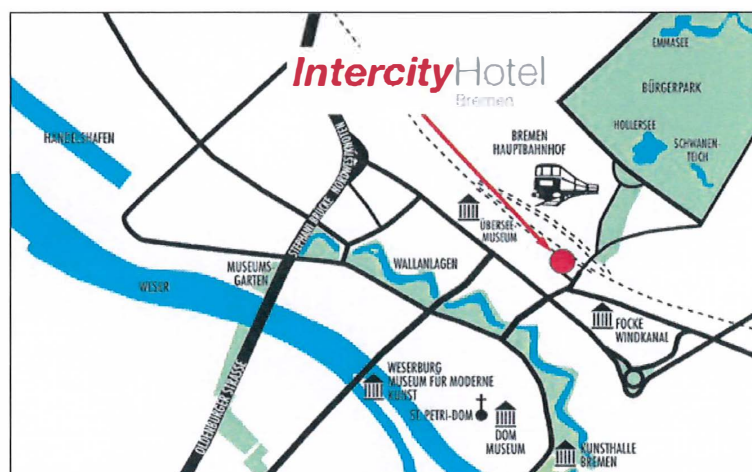 EMMASEE
IntercityHotel
Bremen
BÜRGERPARK
HANDELSHAFEN
BREMEN
HAUPTBAHNHOF
HOLLERSEE
SCHWANEN-
TEICH
STEPHANI BRÜCKE NORDWESTKNOTEN
ÜBERSEE-
MUSEUM
MUSEUMS-
GARTEN
WALLANLAGEN
WESER
FOCKE
WINDKANAL
OLDENBURGER STRASSE
WESERBURG
MUSEUM FÜR MODERNE
KUNST
ST. PETRI-DOM
DOM
MUSEUM
KUNSTHALLE
BREMEN